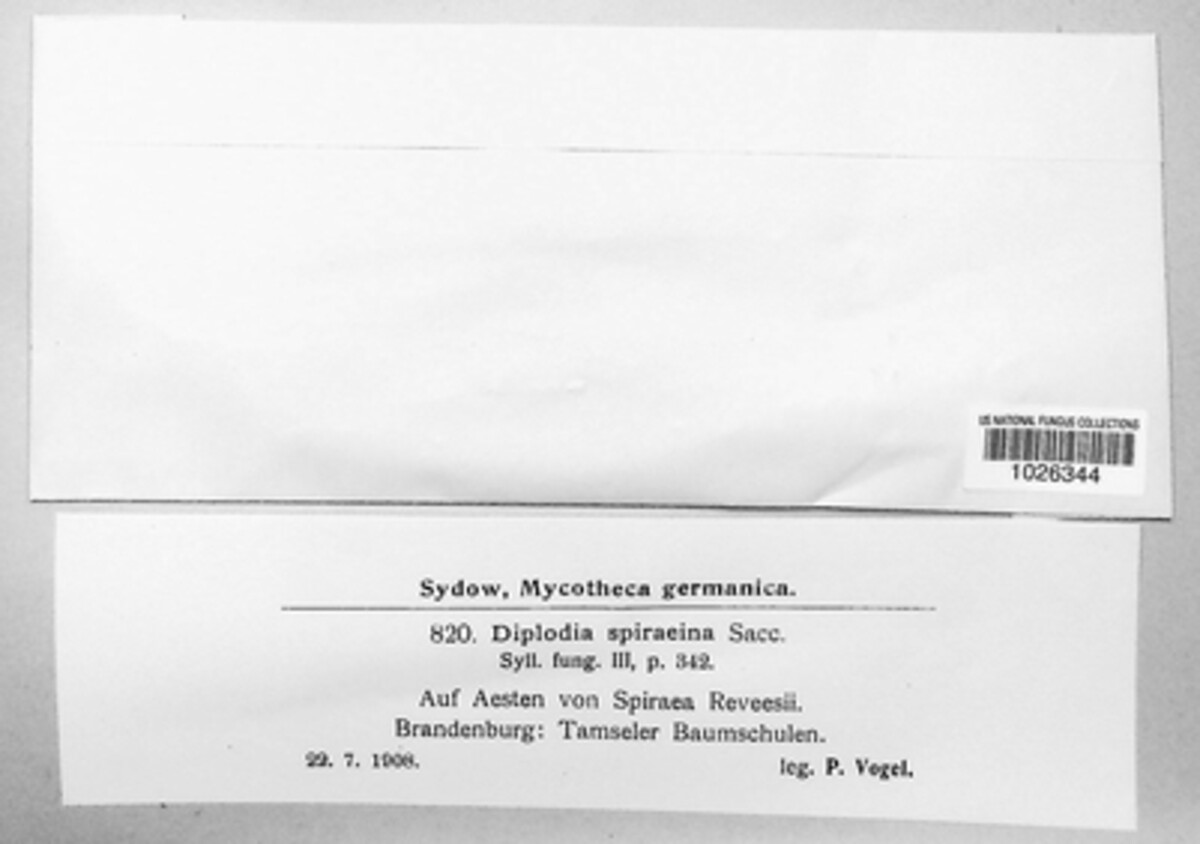 US NATIONAL FUNGUS COLLECTIONS
1026344
Sydow, Mycotheca germanica.
820. Diplodia spiraeina Sacc.
Syll. fung. III, p. 342.
Auf Aesten von Spiraea Reveesii.
Brandenburg: Tamseler Baumschulen.
22. 7. 1908. leg. P. Vogel.